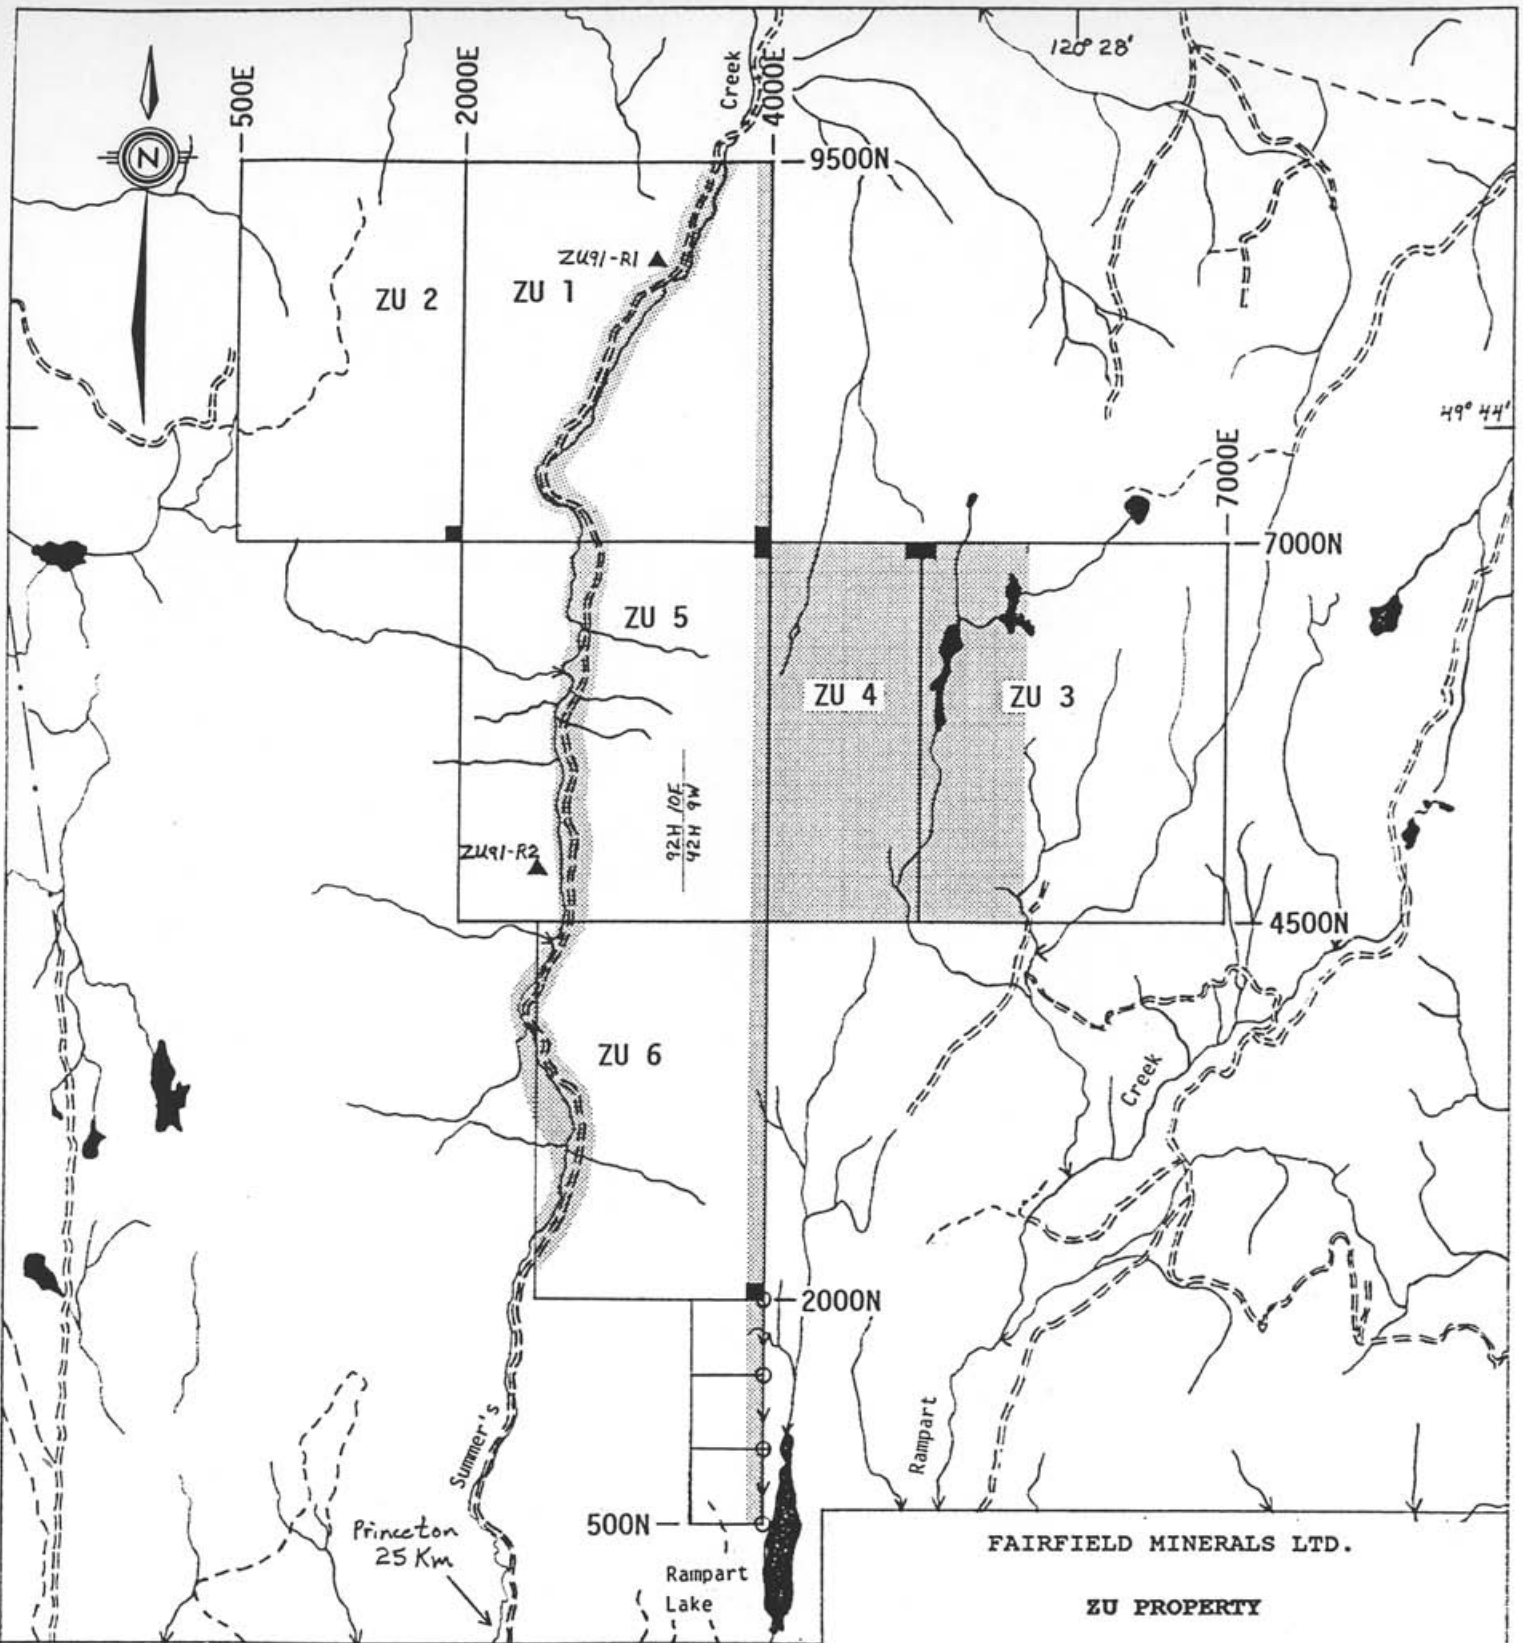 120° 28'
500E
2000E
Creek
4000E
N
9500N
ZU91-R1
ZU 2
ZU 1
49° 44'
7000E
7000N
ZU 5
ZU 4
ZU 3
92H 10E
92H 9W
ZU91-R2
4500N
ZU 6
Creek
2000N
Rampart
Summer's
500N
Princeton
25 Km
Rampart
Lake
FAIRFIELD MINERALS LTD.
ZU PROPERTY